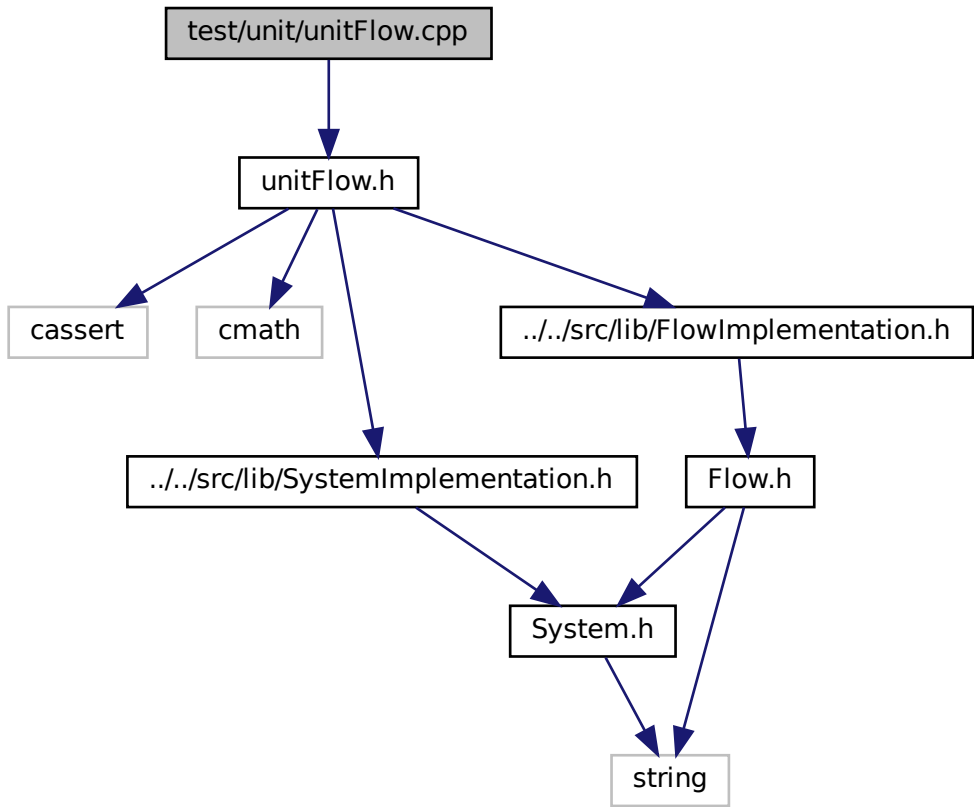 test/unit/unitFlow.cpp
unitFlow.h
cassert
cmath
../../src/lib/FlowImplementation.h
../../src/lib/SystemImplementation.h
Flow.h
System.h
string